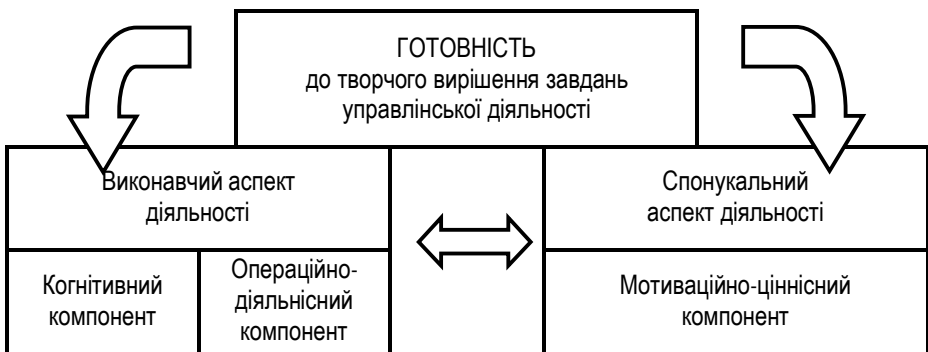 ГОТОВНІСТЬ
до творчого вирішення завдань
управлінської діяльності
Виконавчий аспект
діяльності
Спонукальний
аспект діяльності
Когнітивний
компонент
Операційно-
діяльнісний
компонент
Мотиваційно-ціннісний
компонент